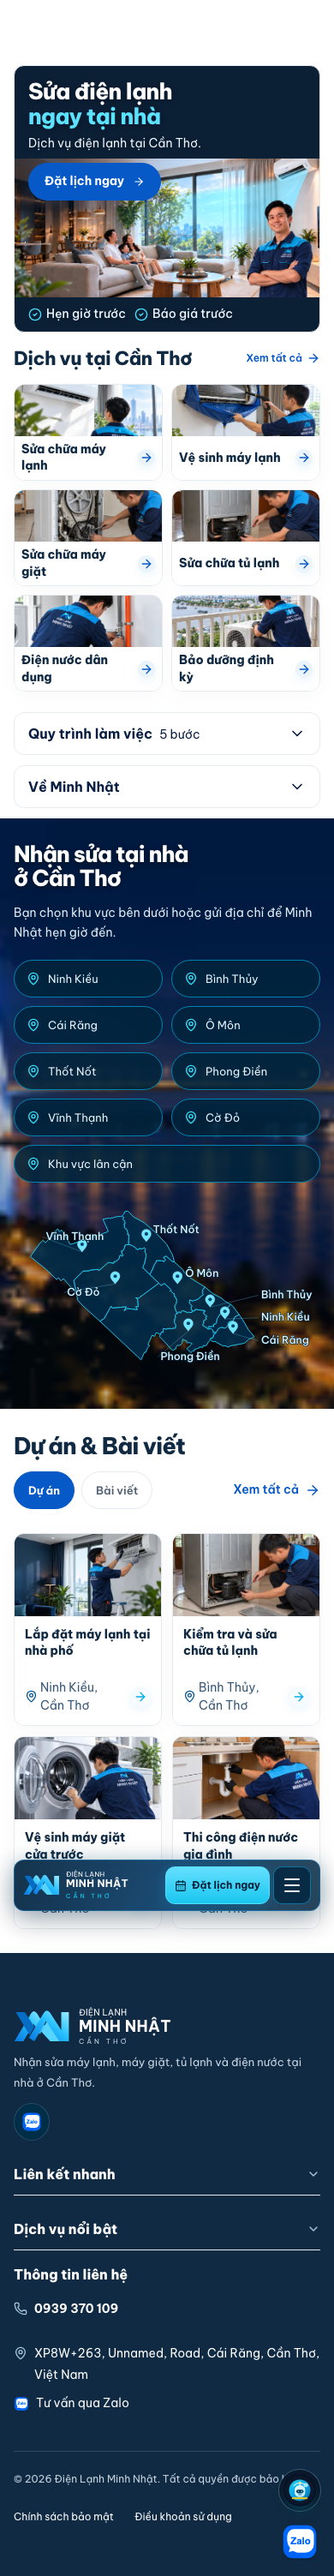 Sửa điện lạnh
ngay tại nhà
Dịch vụ điện lạnh tại Cần Thơ.
Đặt lịch ngay
Hẹn giờ trước
Báo giá trước
Dịch vụ tại Cần Thơ
Xem tất cả
Sửa chữa máy
lạnh
Vệ sinh máy lạnh
Sửa chữa máy
giặt
Sửa chữa tủ lạnh
Điện nước dân
dụng
Bảo dưỡng định
kỳ
Quy trình làm việc 5 bước
Về Minh Nhật
Nhận sửa tại nhà
ở Cần Thơ
Bạn chọn khu vực bên dưới hoặc gửi địa chỉ để Minh
Nhật hẹn giờ đến.
Ninh Kiều
Bình Thủy
Cái Răng
Ô Môn
Thốt Nốt
Phong Điền
Vĩnh Thạnh
Cờ Đỏ
Khu vực lân cận
Thốt Nốt
Vĩnh Thạnh
Ô Môn
Cờ Đỏ
Bình Thủy
Ninh Kiều
Cái Răng
Phong Điền
Dự án & Bài viết
Dự án
Bài viết
Xem tất cả
Lắp đặt máy lạnh tại
nhà phố
Ninh Kiều,
Cần Thơ
Kiểm tra và sửa
chữa tủ lạnh
Bình Thủy,
Cần Thơ
Vệ sinh máy giặt
cửa trước
Thi công điện nước
gia đình
ĐIỆN LẠNH
MINH NHẬT
CẦN THƠ
Đặt lịch ngay
ĐIỆN LẠNH
MINH NHẬT
CẦN THƠ
Nhận sửa máy lạnh, máy giặt, tủ lạnh và điện nước tại
nhà ở Cần Thơ.
Zalo
Liên kết nhanh
Dịch vụ nổi bật
Thông tin liên hệ
0939 370 109
XP8W+263, Unnamed, Road, Cái Răng, Cần Thơ,
Việt Nam
Tư vấn qua Zalo
© 2026 Điện Lạnh Minh Nhật. Tất cả quyền được bảo
Chính sách bảo mật
Điều khoản sử dụng
Zalo